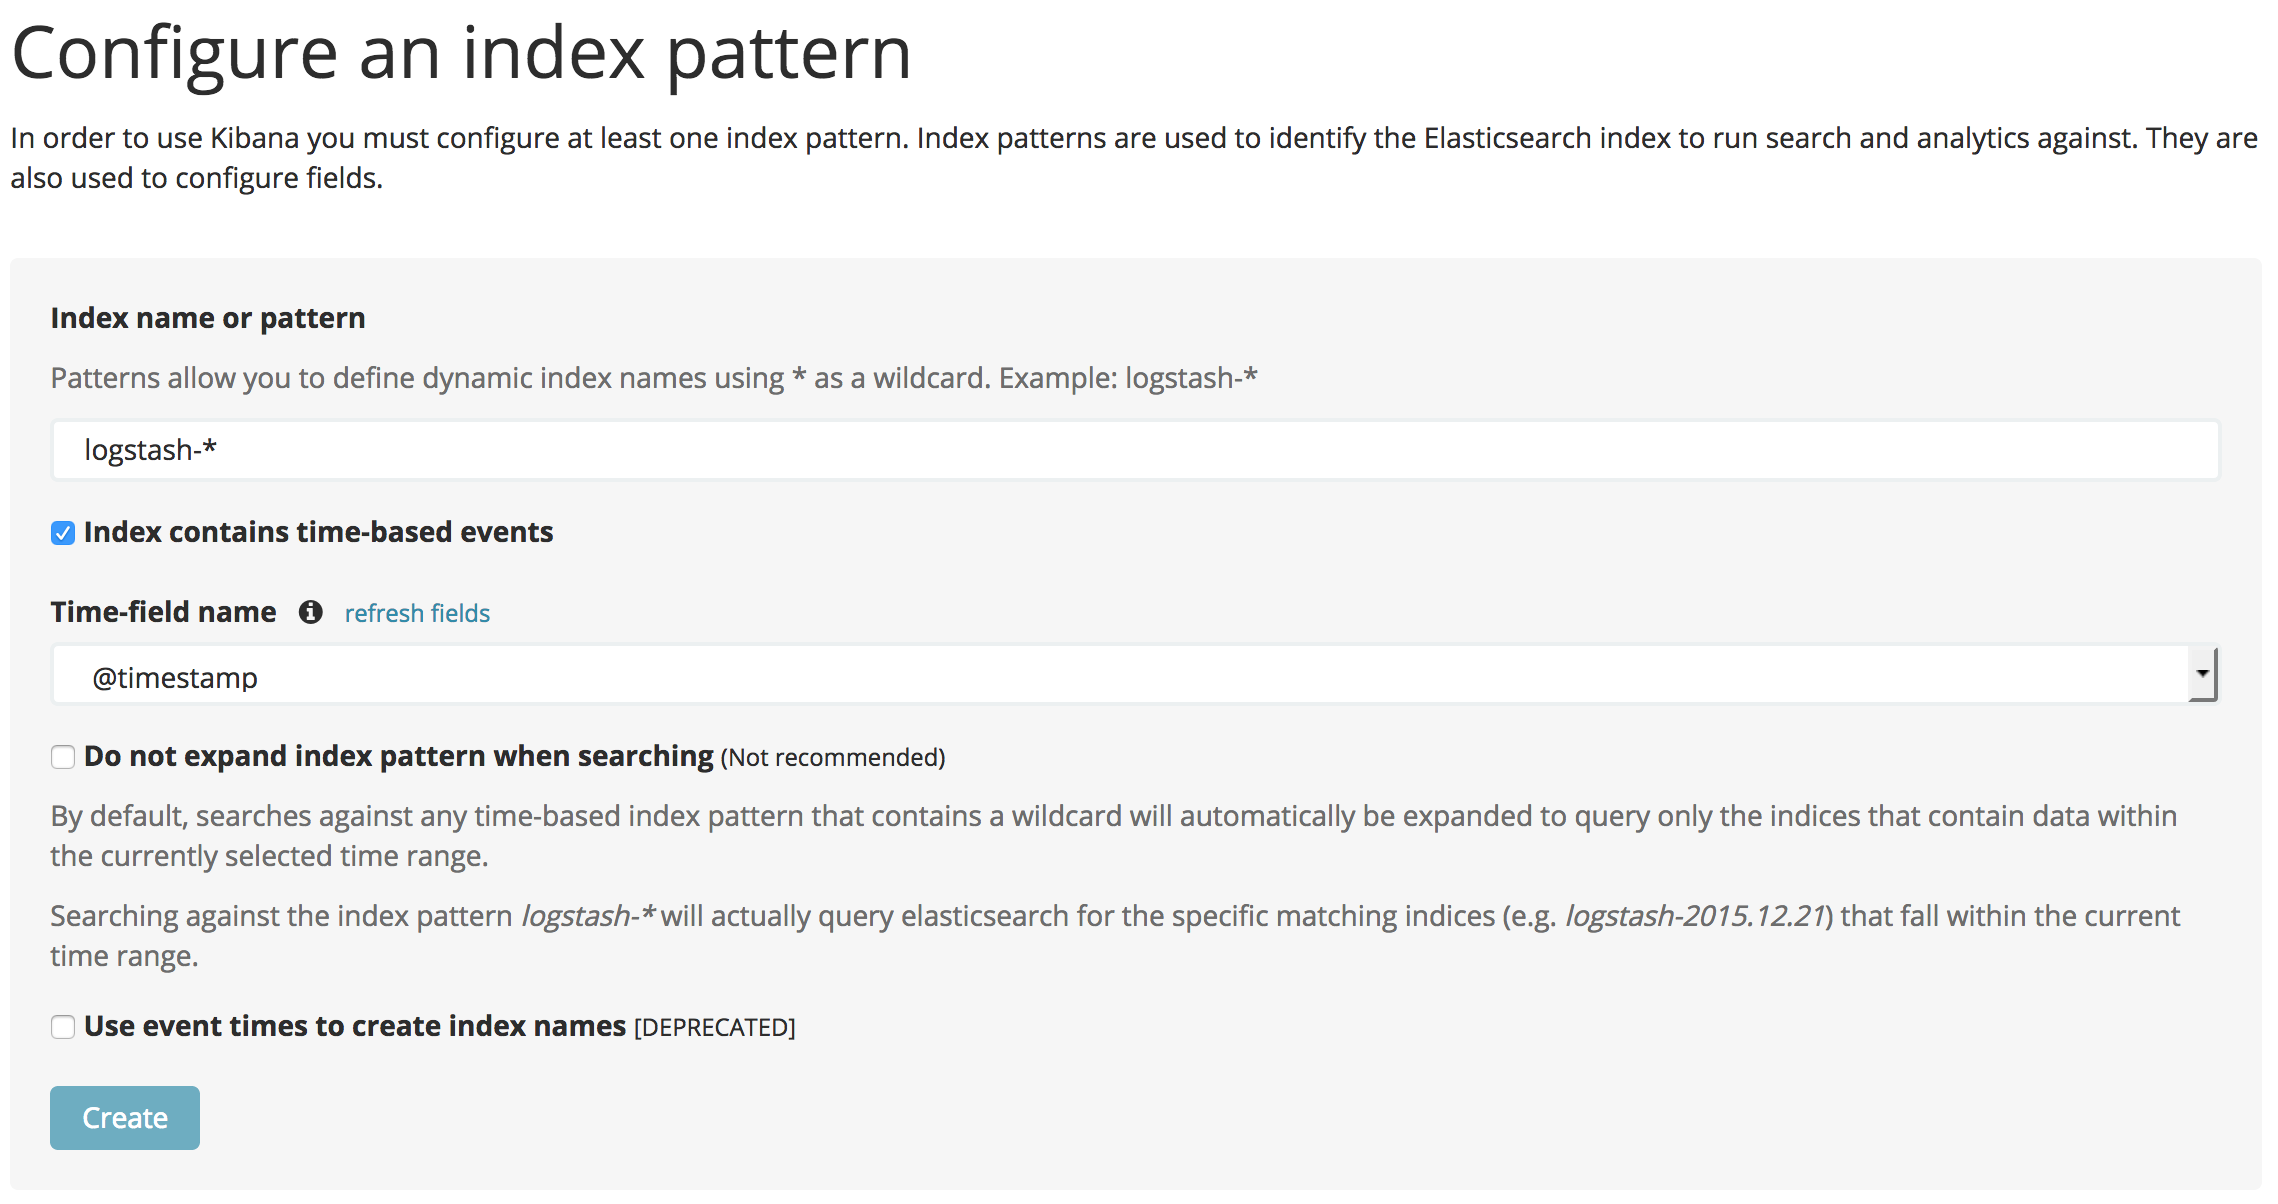 Configure an index pattern
In order to use Kibana you must configure at least one index pattern. Index patterns are used to identify the Elasticsearch index to run search and analytics against. They are
also used to configure fields.
Index name or pattern
Patterns allow you to define dynamic index names using * as a wildcard. Example: logstash-*
logstash-*
Index contains time-based events
Time-field name refresh fields
@timestamp
Do not expand index pattern when searching (Not recommended)
By default, searches against any time-based index pattern that contains a wildcard will automatically be expanded to query only the indices that contain data within
the currently selected time range.
Searching against the index pattern logstash-* will actually query elasticsearch for the specific matching indices (e.g. logstash-2015.12.21) that fall within the current
time range.
Use event times to create index names [DEPRECATED]
Create